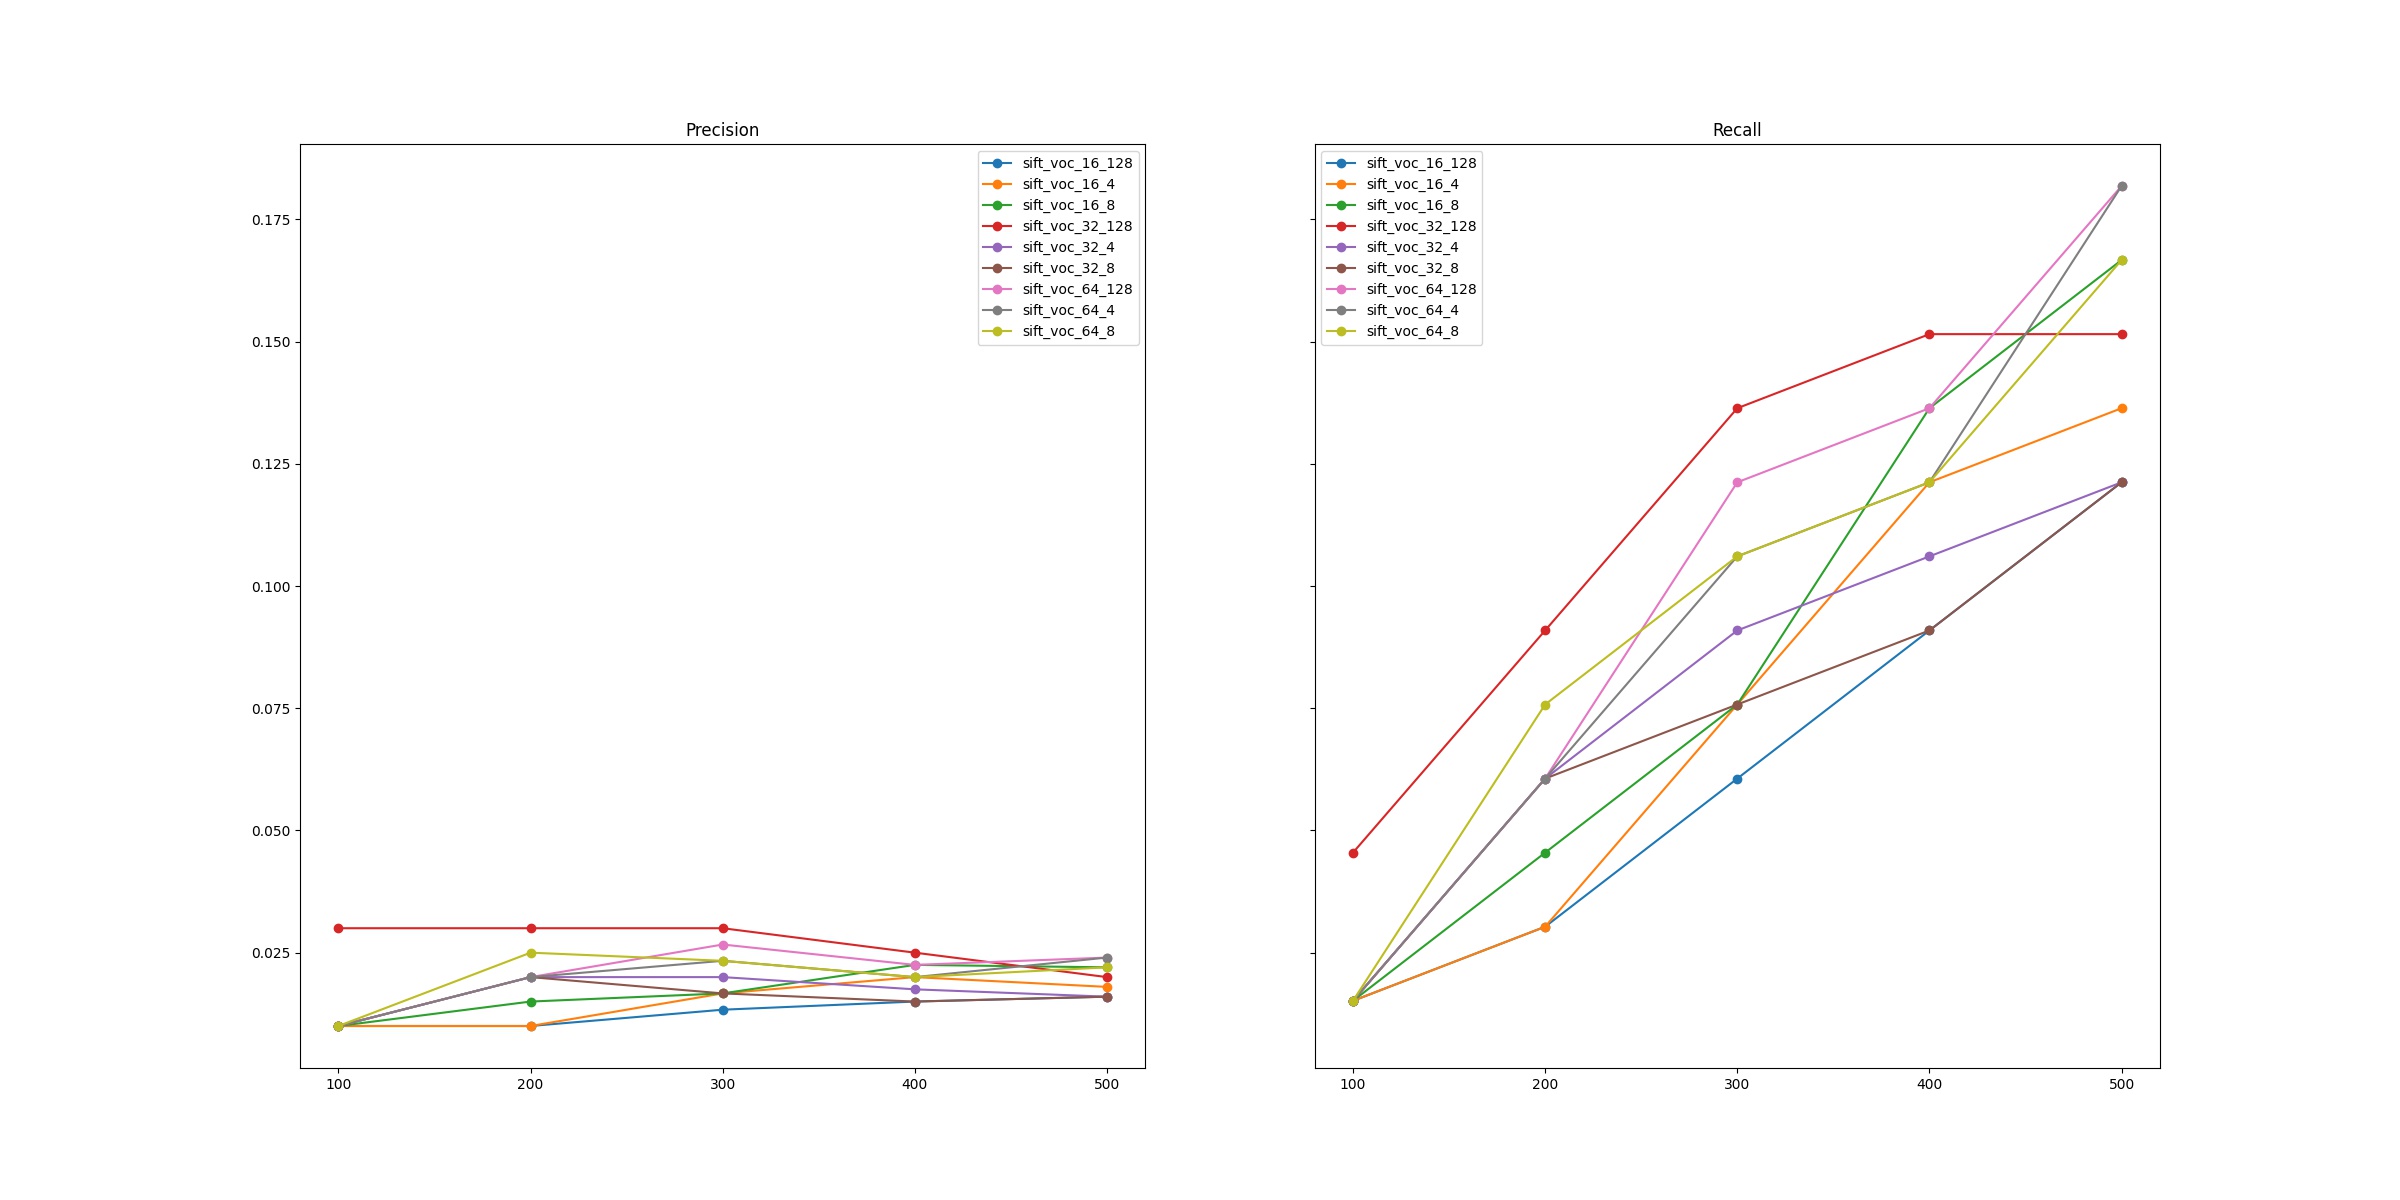 Precision
sift_voc_16_128
sift_voc_16_4
sift_voc_16_8
sift_voc_32_128
sift_voc_32_4
sift_voc_32_8
sift_voc_64_128
sift_voc_64_4
sift_voc_64_8
0.175
0.150
0.125
0.100
0.075
0.050
0.025
100 200 300 400 500
Recall
sift_voc_16_128
sift_voc_16_4
sift_voc_16_8
sift_voc_32_128
sift_voc_32_4
sift_voc_32_8
sift_voc_64_128
sift_voc_64_4
sift_voc_64_8
100 200 300 400 500